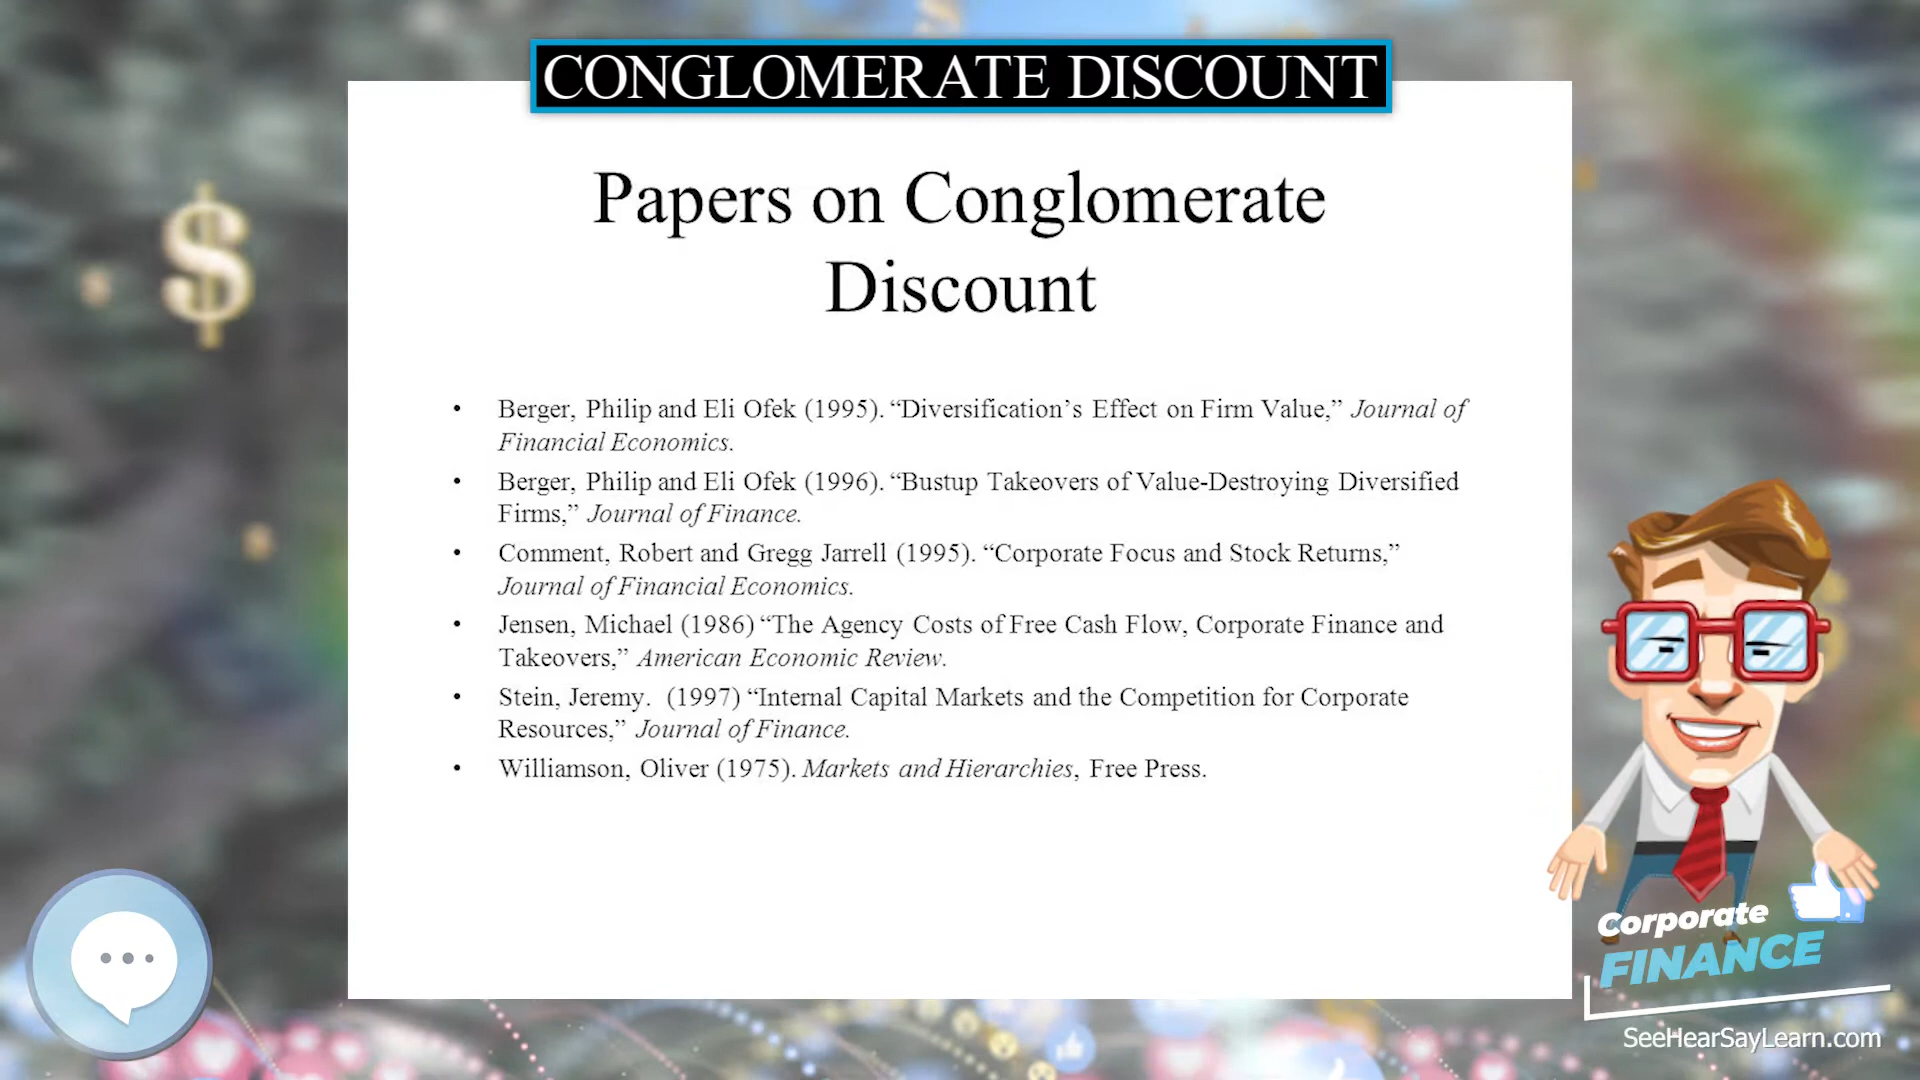 CONGLOMERATE DISCOUNT
Papers on Conglomerate
Discount
• Berger, Philip and Eli Ofek (1995). “Diversification’s Effect on Firm Value,” Journal of
Financial Economics.
• Berger, Philip and Eli Ofek (1996). “Bustup Takeovers of Value-Destroying Diversified
Firms,” Journal of Finance.
• Comment, Robert and Gregg Jarrell (1995). “Corporate Focus and Stock Returns,”
Journal of Financial Economics.
• Jensen, Michael (1986) “The Agency Costs of Free Cash Flow, Corporate Finance and
Takeovers,” American Economic Review.
• Stein, Jeremy. (1997) “Internal Capital Markets and the Competition for Corporate
Resources,” Journal of Finance.
• Williamson, Oliver (1975). Markets and Hierarchies, Free Press.
Corporate
FINANCE
SeeHearSayLearn.com